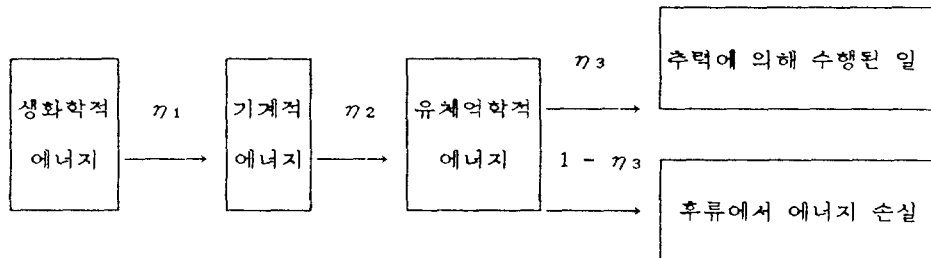 생화학적
에너지
η1
기계적
에너지
η2
유체역학적
에너지
η3
추력에 의해 수행된 일
1 - η3
후류에서 에너지 손실